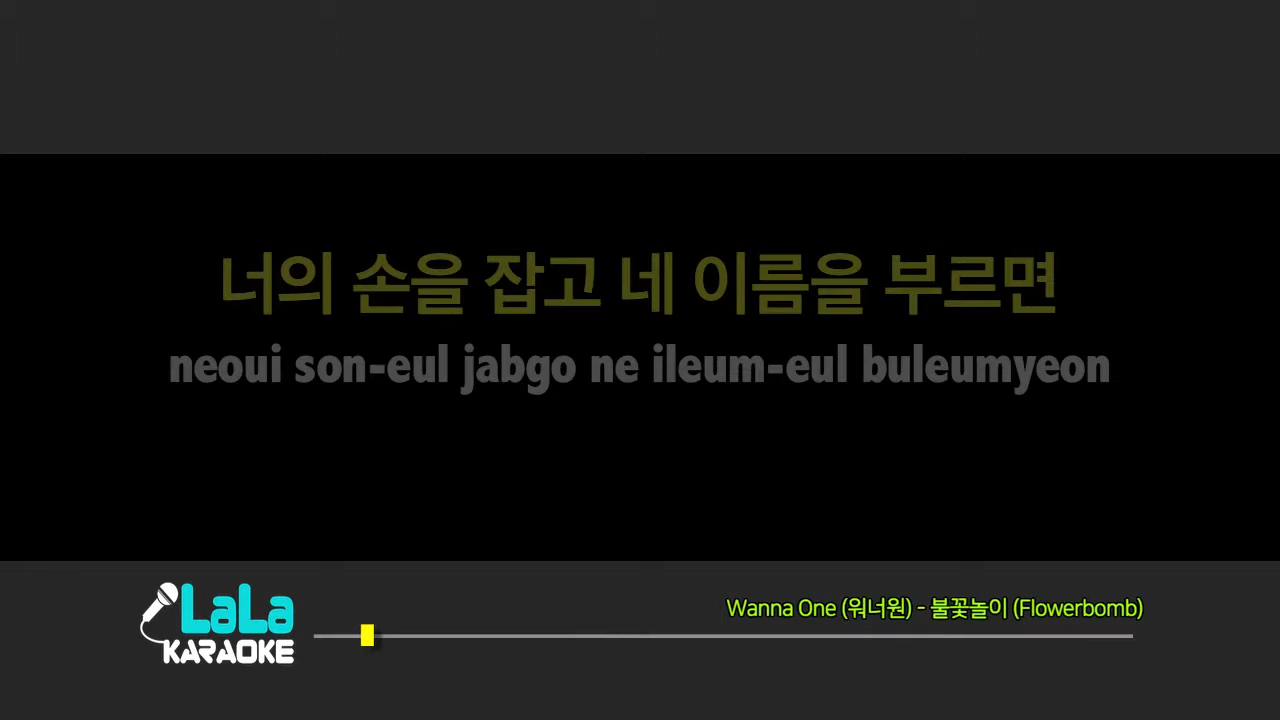 너의 손을 잡고 네 이름을 부르면
neoui son-eul jabgo ne ileum-eul buleumyeon
Wanna One (워너원) - 불꽃놀이 (Flowerbomb)
LaLa
KARAOKE